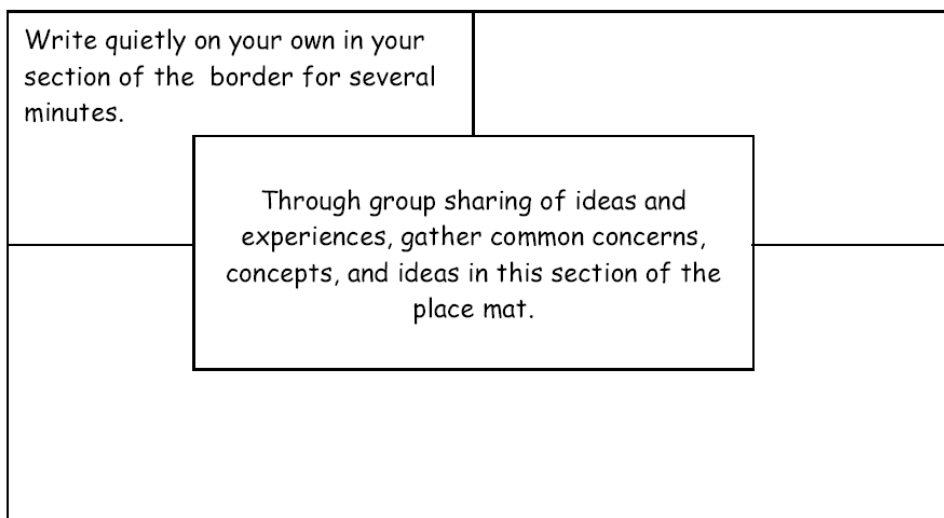 Write quietly on your own in your
section of the border for several
minutes.
Through group sharing of ideas and
experiences, gather common concerns,
concepts, and ideas in this section of the
place mat.